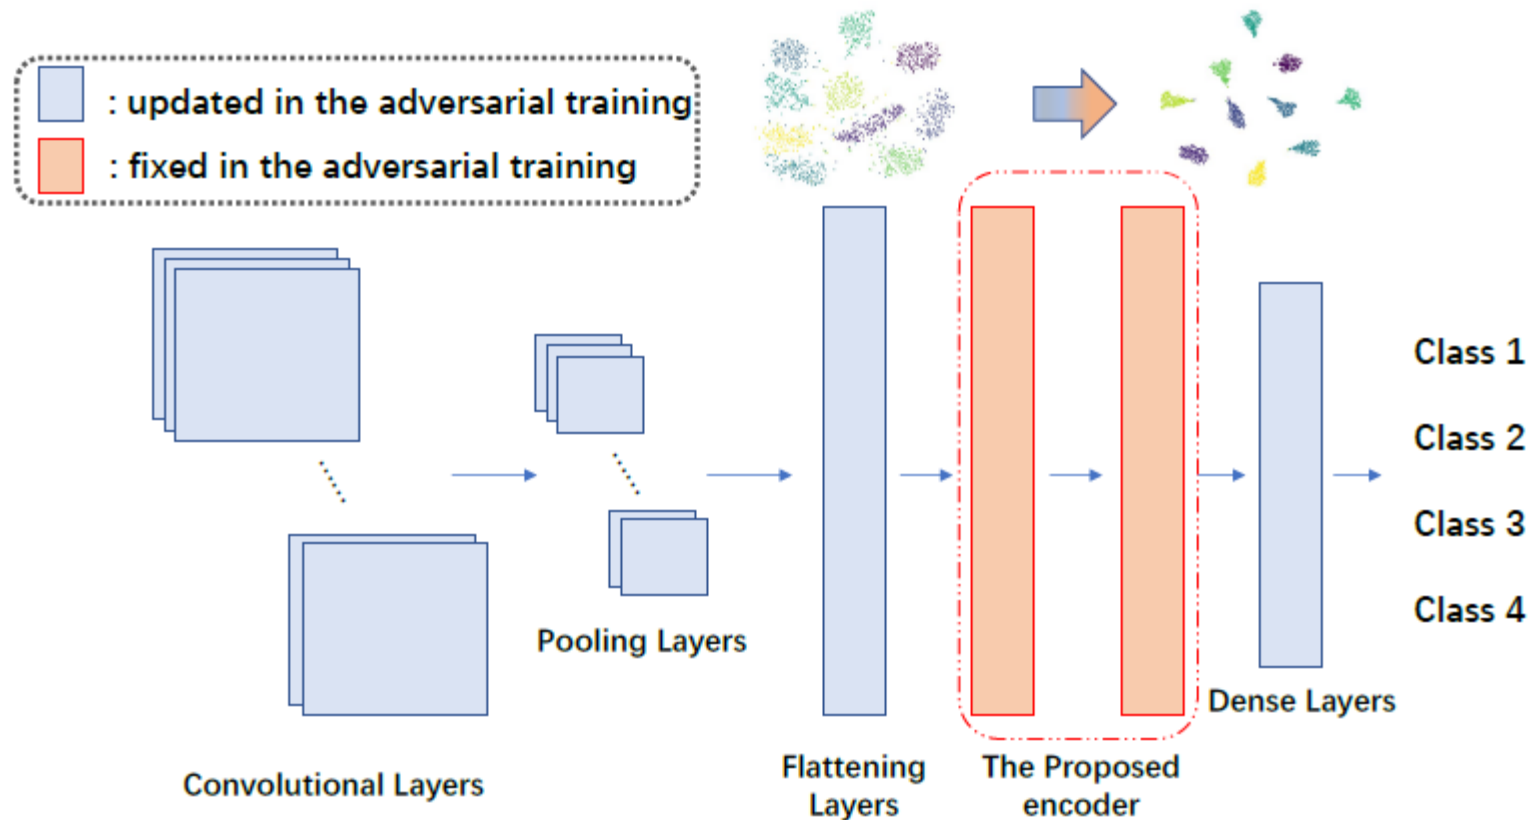 : updated in the adversarial training
: fixed in the adversarial training
Convolutional Layers
Pooling Layers
Flattening
Layers
The Proposed
encoder
Dense Layers
Class 1
Class 2
Class 3
Class 4